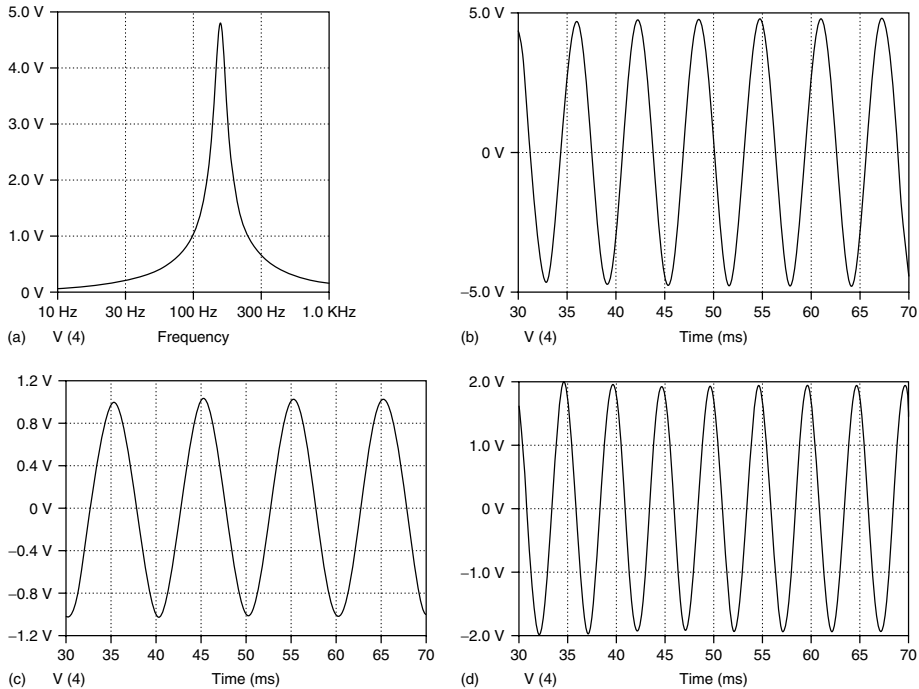 5.0 V
4.0 V
3.0 V
2.0 V
1.0 V
0 V
10 Hz 30 Hz 100 Hz 300 Hz 1.0 KHz
(a) V (4) Frequency
5.0 V
0 V
−5.0 V
30 35 40 45 50 55 60 65 70
(b) V (4) Time (ms)
1.2 V
0.8 V
0.4 V
0 V
−0.4 V
−0.8 V
−1.2 V
30 35 40 45 50 55 60 65 70
(c) V (4) Time (ms)
2.0 V
1.0 V
0 V
−1.0 V
−2.0 V
30 35 40 45 50 55 60 65 70
(d) V (4) Time (ms)